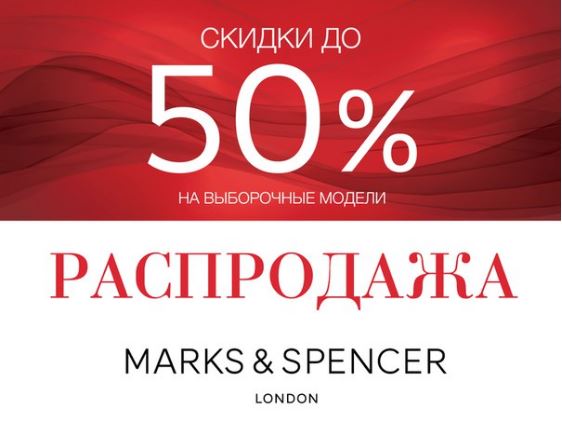 СКИДКИ ДО
50%
НА ВЫБОРОЧНЫЕ МОДЕЛИ
РАСПРОДАЖА
MARKS & SPENCER
LONDON